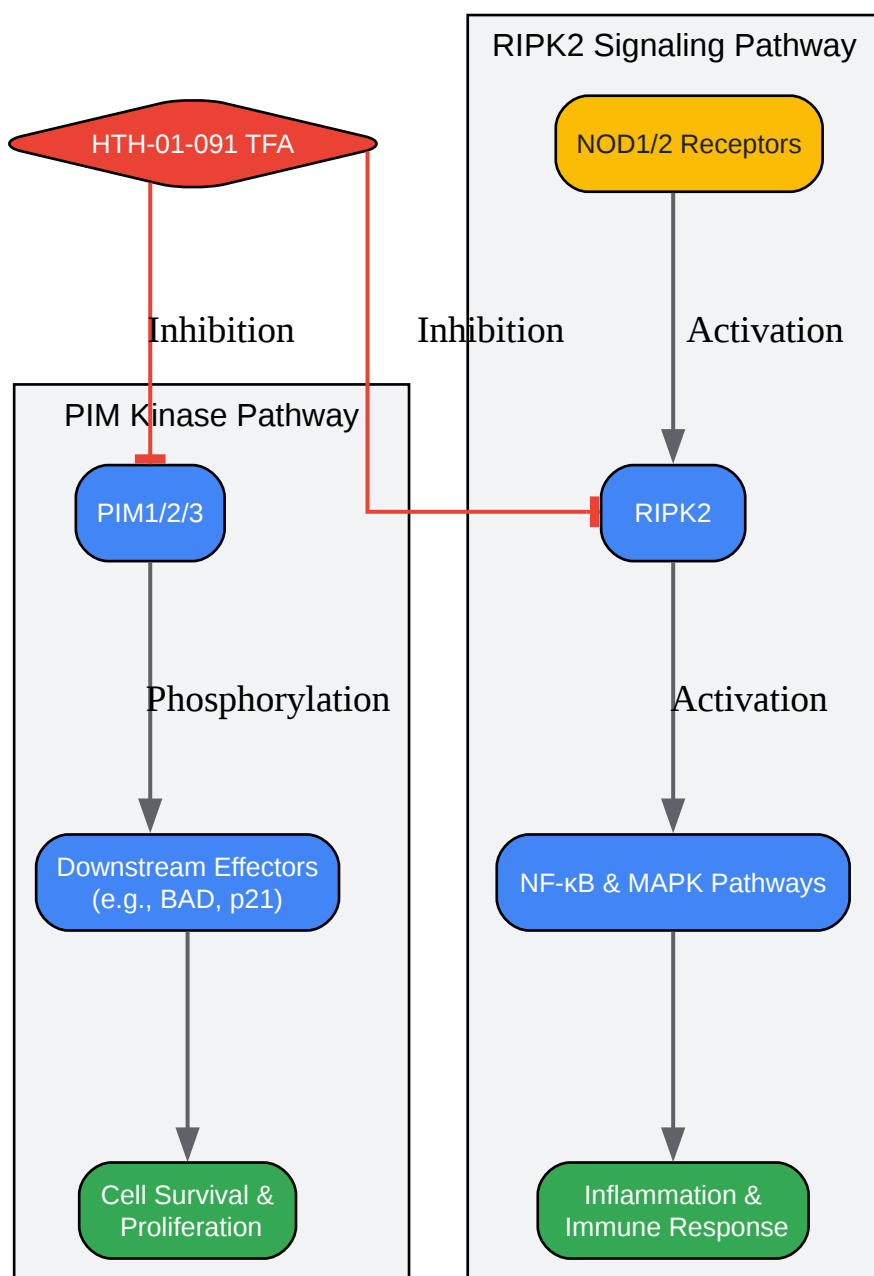 RIPK2 Signaling Pathway
HTH-01-091 TFA
NOD1/2 Receptors
Inhibition
Inhibition
Activation
PIM Kinase Pathway
PIM1/2/3
RIPK2
Phosphorylation
Activation
Downstream Effectors
(e.g., BAD, p21)
NF-κB & MAPK Pathways
Cell Survival &
Proliferation
Inflammation &
Immune Response